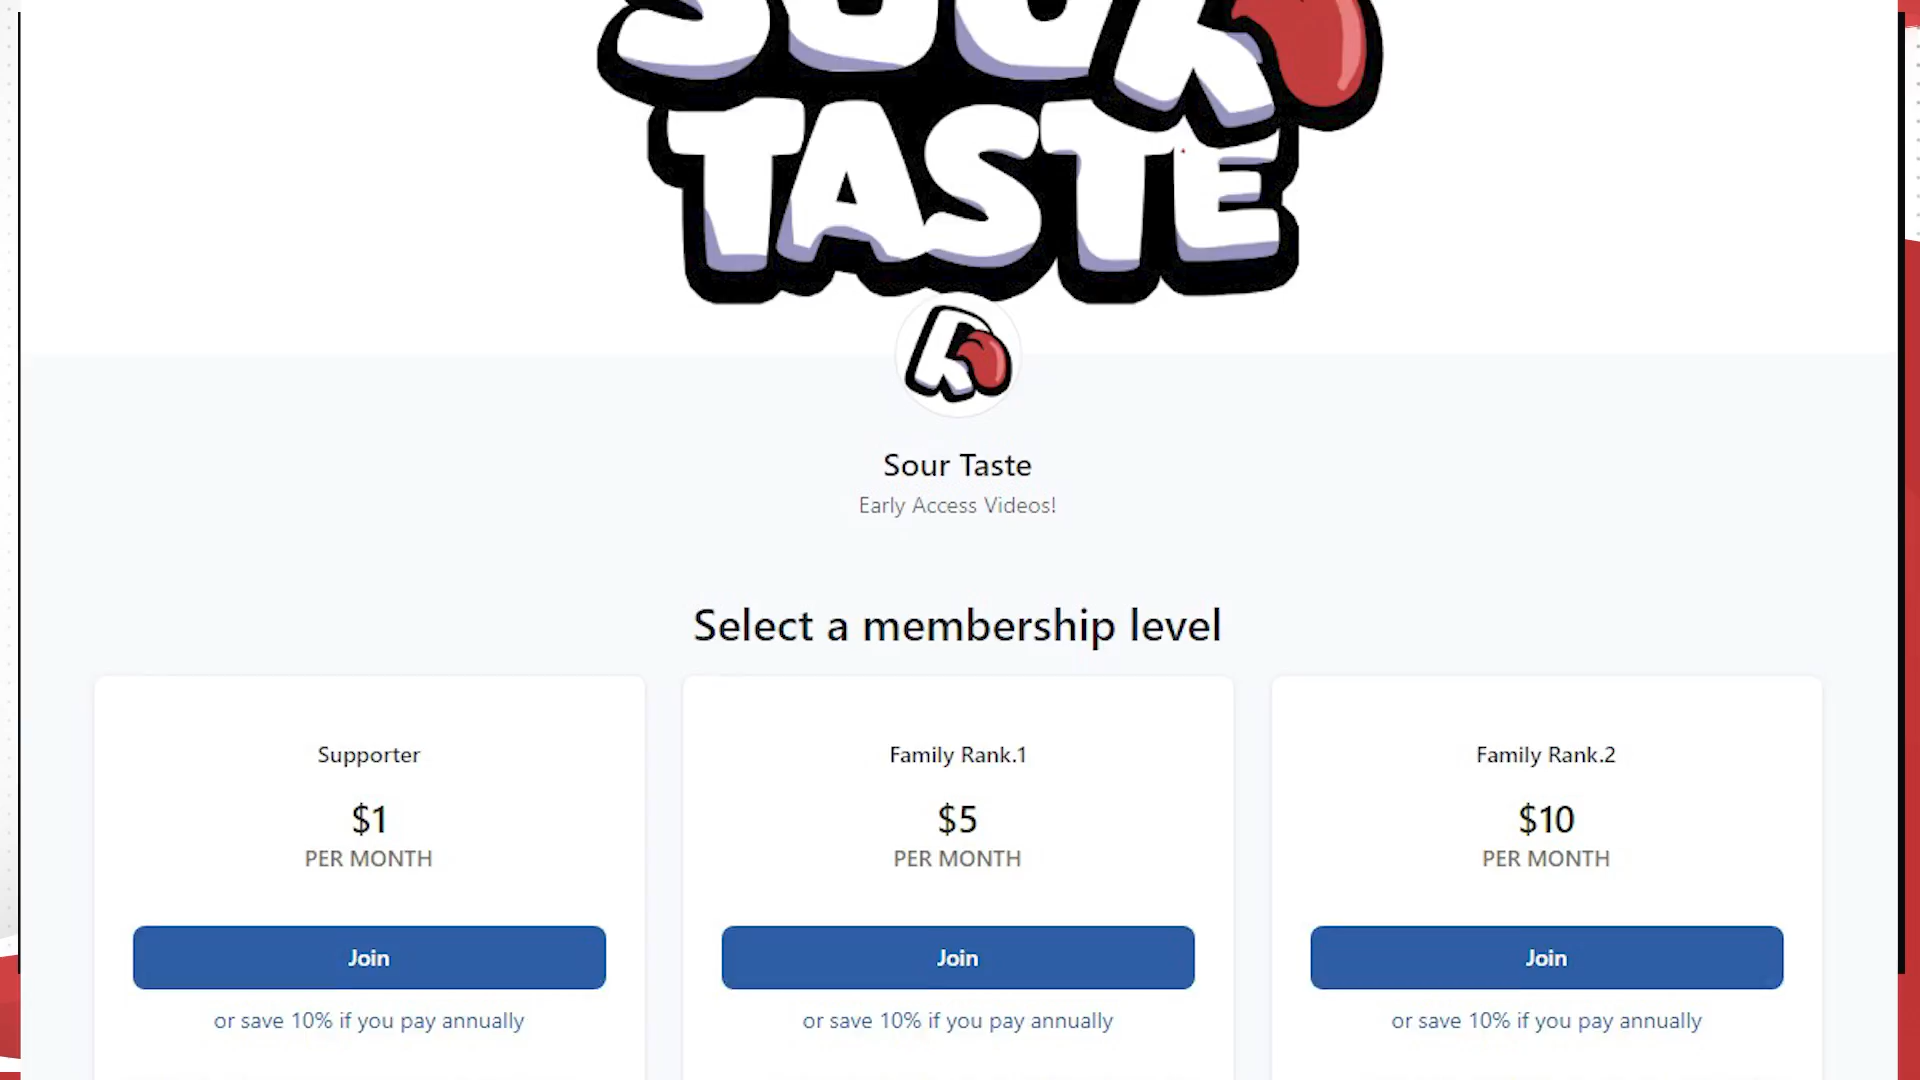 SOUR
TASTE
Sour Taste
Early Access Videos!
Select a membership level
Supporter
$1
PER MONTH
Join
or save 10% if you pay annually
Family Rank.1
$5
PER MONTH
Join
or save 10% if you pay annually
Family Rank.2
$10
PER MONTH
Join
or save 10% if you pay annually